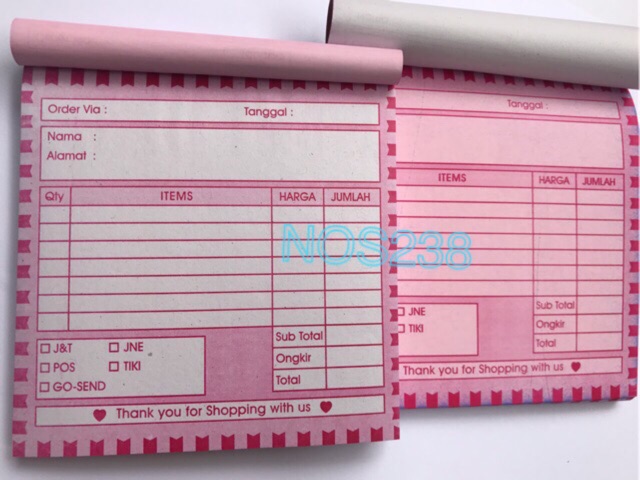 Order Via : Tanggal :
Nama :
Alamat :
Qty ITEMS HARGA JUMLAH
Sub Total
Ongkir
Total
J&T JNE
POS TIKI
GO-SEND
Thank you for Shopping with us
Tanggal :
ITEMS HARGA JUMLAH
Sub Total
Ongkir
Total
JNE
TIKI
Thank you for Shopping with us
NOS238